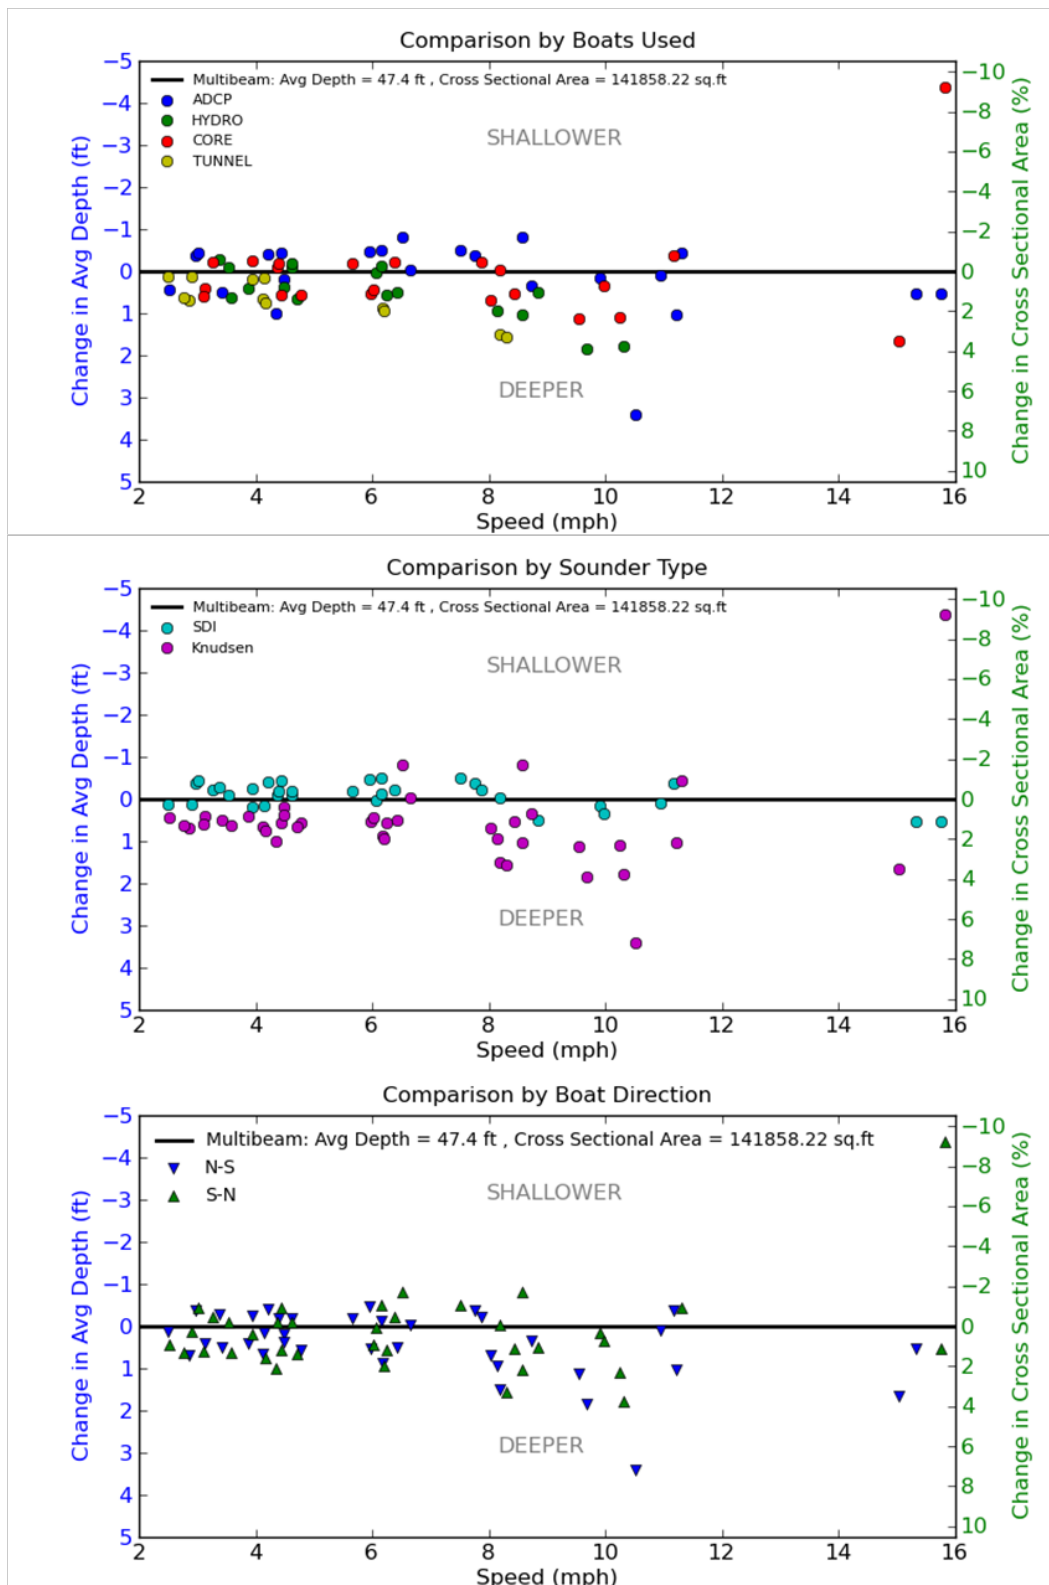 Comparison by Boats Used
Multibeam: Avg Depth = 47.4 ft , Cross Sectional Area = 141858.22 sq.ft
ADCP
HYDRO
CORE
TUNNEL
SHALLOWER
DEEPER
Change in Avg Depth (ft)
−5
−4
−3
−2
−1
0
1
2
3
4
5
Change in Cross Sectional Area (%)
−10
−8
−6
−4
−2
0
2
4
6
8
10
2 4 6 8 10 12 14 16
Speed (mph)
Comparison by Sounder Type
Multibeam: Avg Depth = 47.4 ft , Cross Sectional Area = 141858.22 sq.ft
SDI
Knudsen
SHALLOWER
DEEPER
Change in Avg Depth (ft)
−5
−4
−3
−2
−1
0
1
2
3
4
5
Change in Cross Sectional Area (%)
−10
−8
−6
−4
−2
0
2
4
6
8
10
2 4 6 8 10 12 14 16
Speed (mph)
Comparison by Boat Direction
Multibeam: Avg Depth = 47.4 ft , Cross Sectional Area = 141858.22 sq.ft
N-S
S-N
SHALLOWER
DEEPER
Change in Avg Depth (ft)
−5
−4
−3
−2
−1
0
1
2
3
4
5
Change in Cross Sectional Area (%)
−10
−8
−6
−4
−2
0
2
4
6
8
10
2 4 6 8 10 12 14 16
Speed (mph)